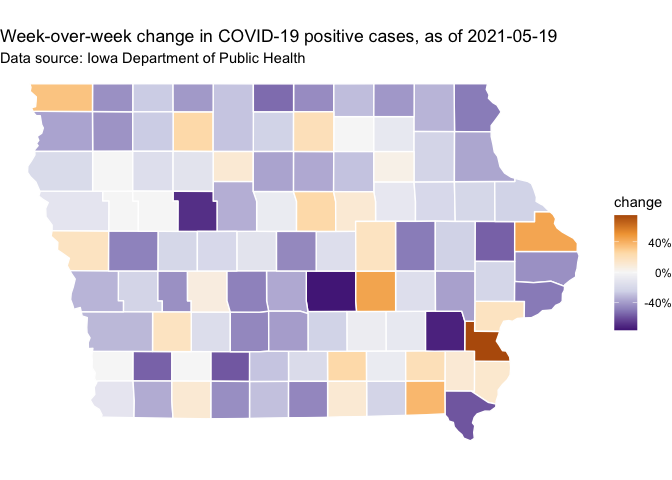 Week-over-week change in COVID-19 positive cases, as of 2021-05-19
Data source: Iowa Department of Public Health
change
40%
0%
-40%